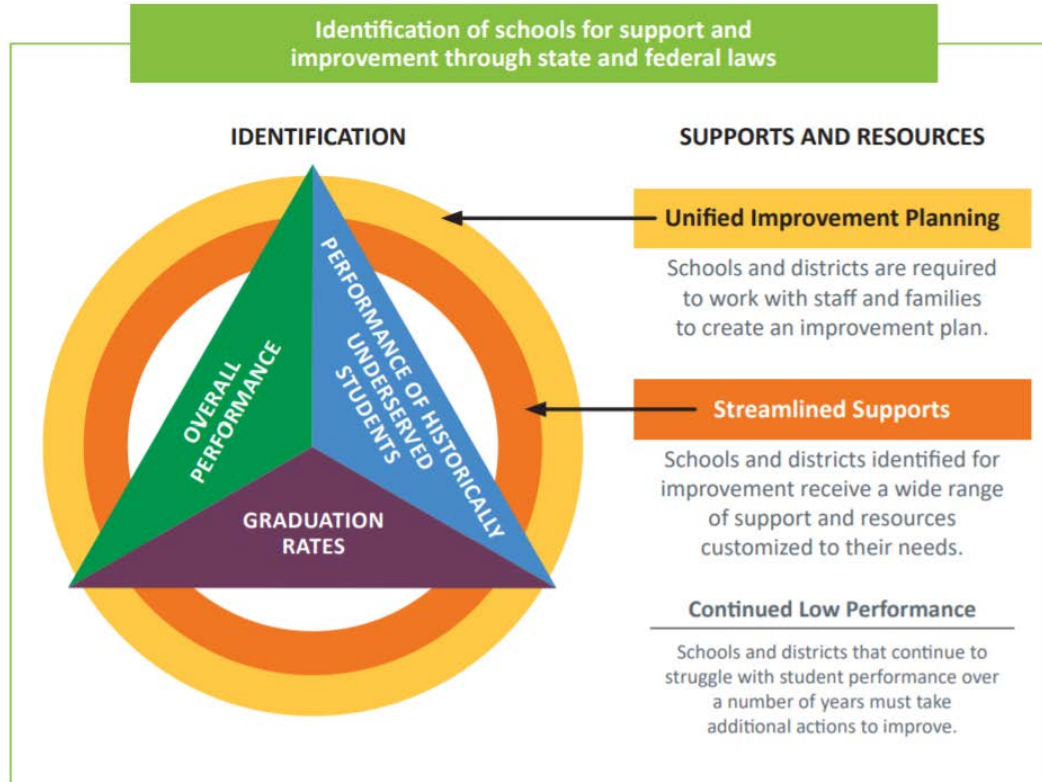 Identification of schools for support and
improvement through state and federal laws
IDENTIFICATION
OVERALL
PERFORMANCE
PERFORMANCE OF HISTORICALLY
UNDERSERVED
STUDENTS
GRADUATION
RATES
SUPPORTS AND RESOURCES
Unified Improvement Planning
Schools and districts are required
to work with staff and families
to create an improvement plan.
Streamlined Supports
Schools and districts identified for
improvement receive a wide range
of support and resources
customized to their needs.
Continued Low Performance
Schools and districts that continue to
struggle with student performance over
a number of years must take
additional actions to improve.